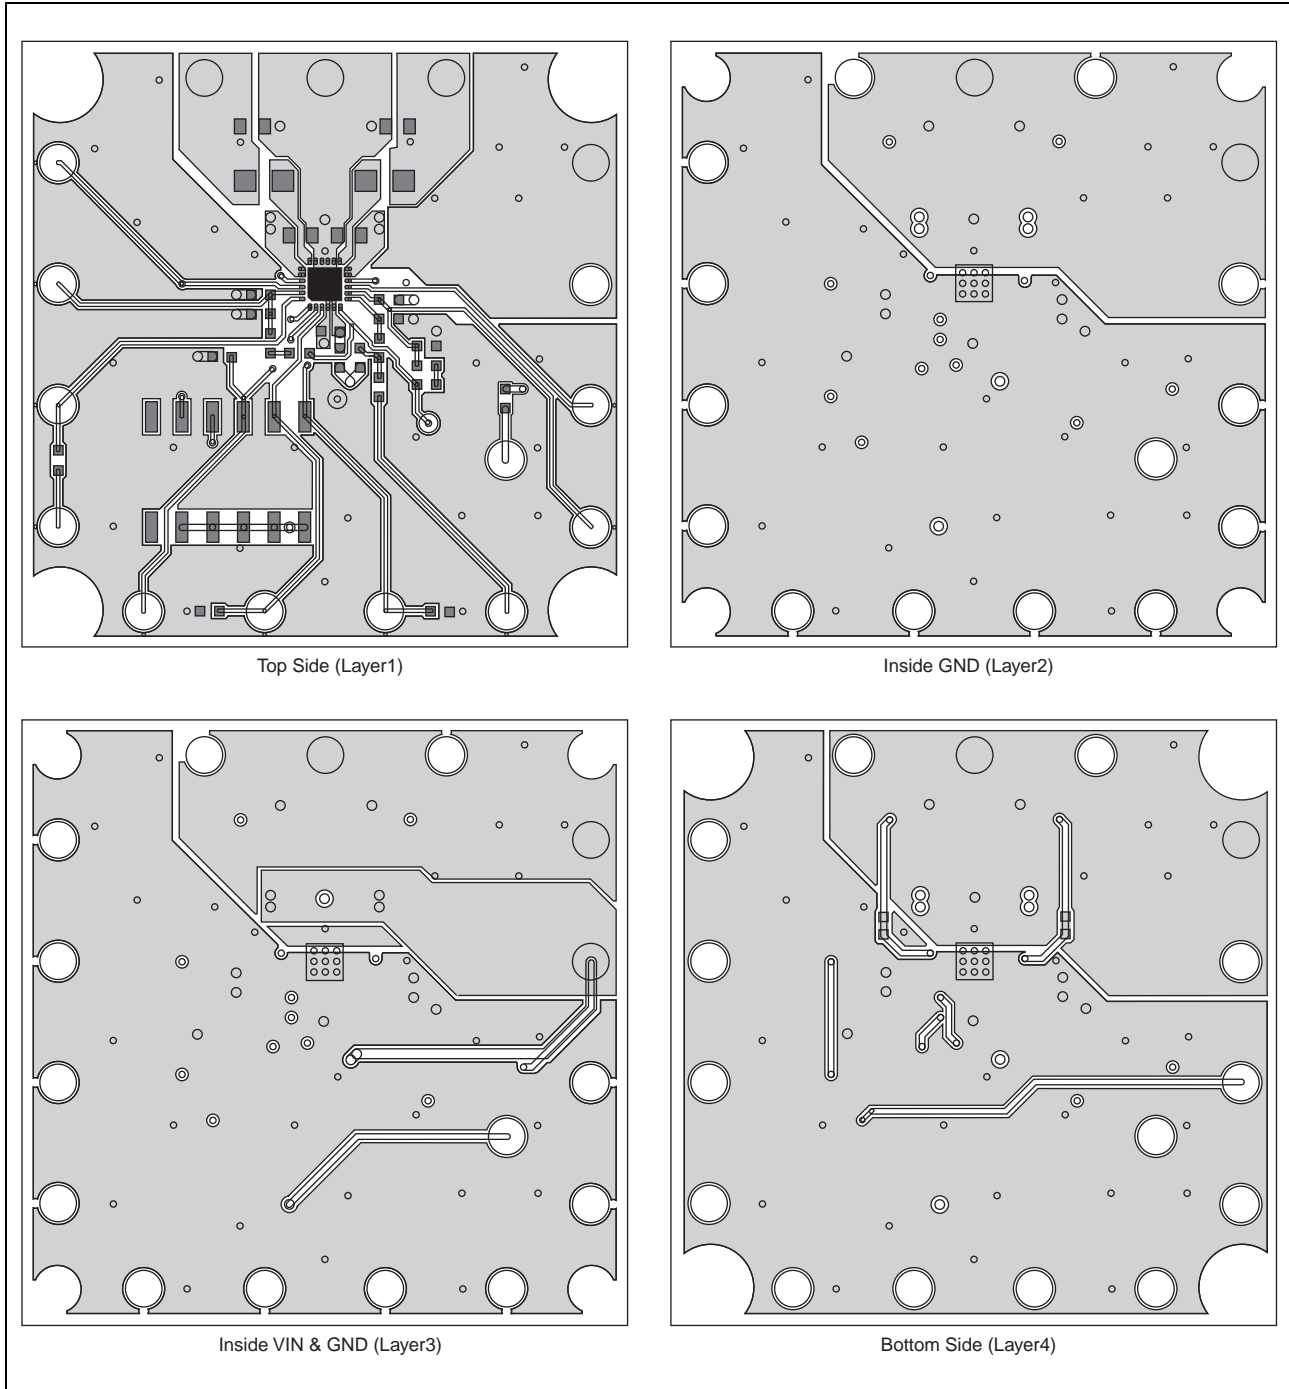 Top Side (Layer1)
Inside GND (Layer2)
Inside VIN & GND (Layer3)
Bottom Side (Layer4)